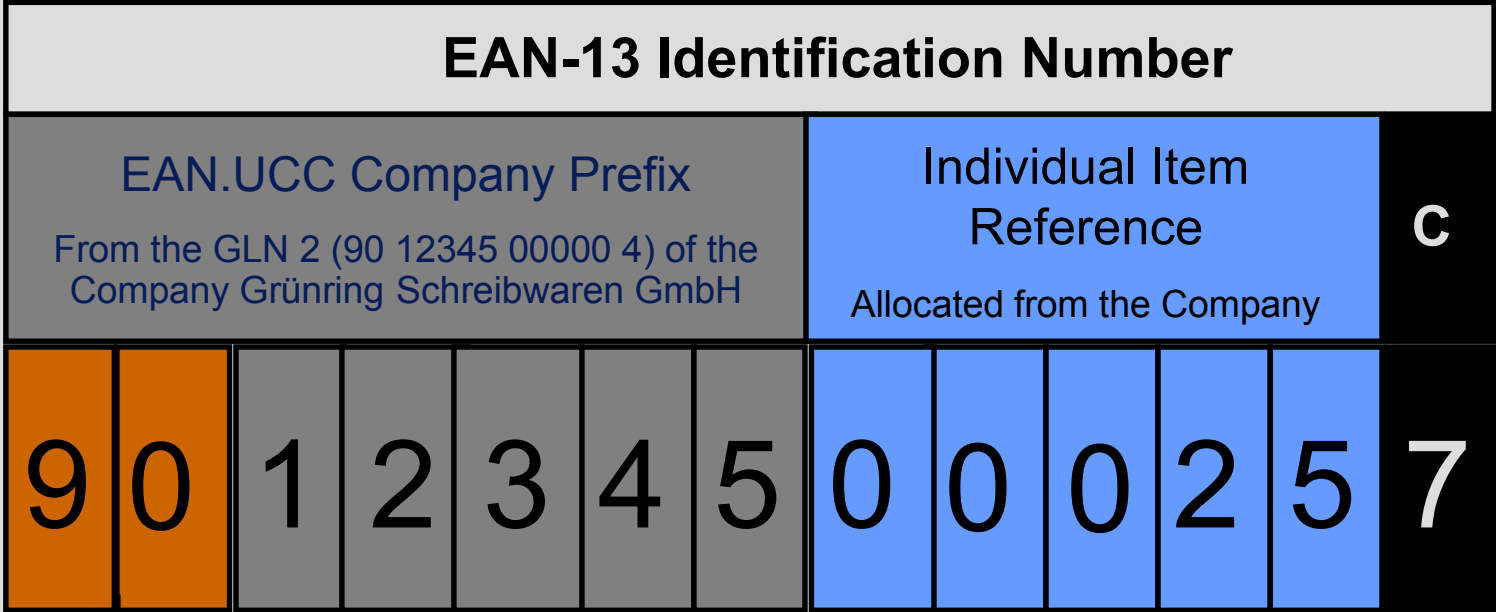 EAN-13 Identification Number
EAN.UCC Company Prefix
From the GLN 2 (90 12345 00000 4) of the
Company Grünring Schreibwaren GmbH
Individual Item
Reference
Allocated from the Company
C
9 0 1 2 3 4 5 0 0 0 2 5 7